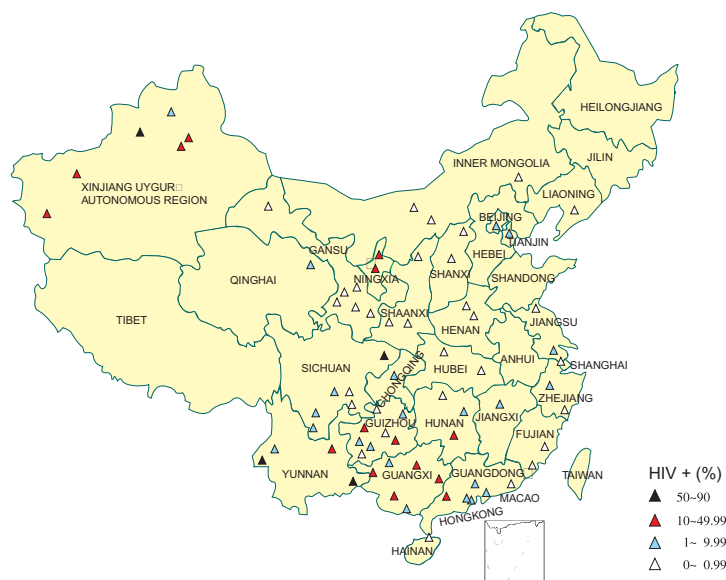 HEILONGJIANG
JILIN
INNER MONGOLIA
LIAONING
XINJIANG UYGUR□
AUTONOMOUS REGION
BEIJING
TIANJIN
GANSU
HEBEI
QINGHAI
NINGXIA
SHANXI
SHANDONG
TIBET
SHAANXI
JIANGSU
HENAN
ANHUI
SHANGHAI
SICHUAN
CHONGQING
HUBEI
ZHEJIANG
GUIZHOU
HUNAN
JIANGXI
FUJIAN
YUNNAN
GUANGXI
GUANGDONG
TAIWAN
MACAO
HONGKONG
HAINAN
HIV + (%)
50~90
10~49.99
1~ 9.99
0~ 0.99